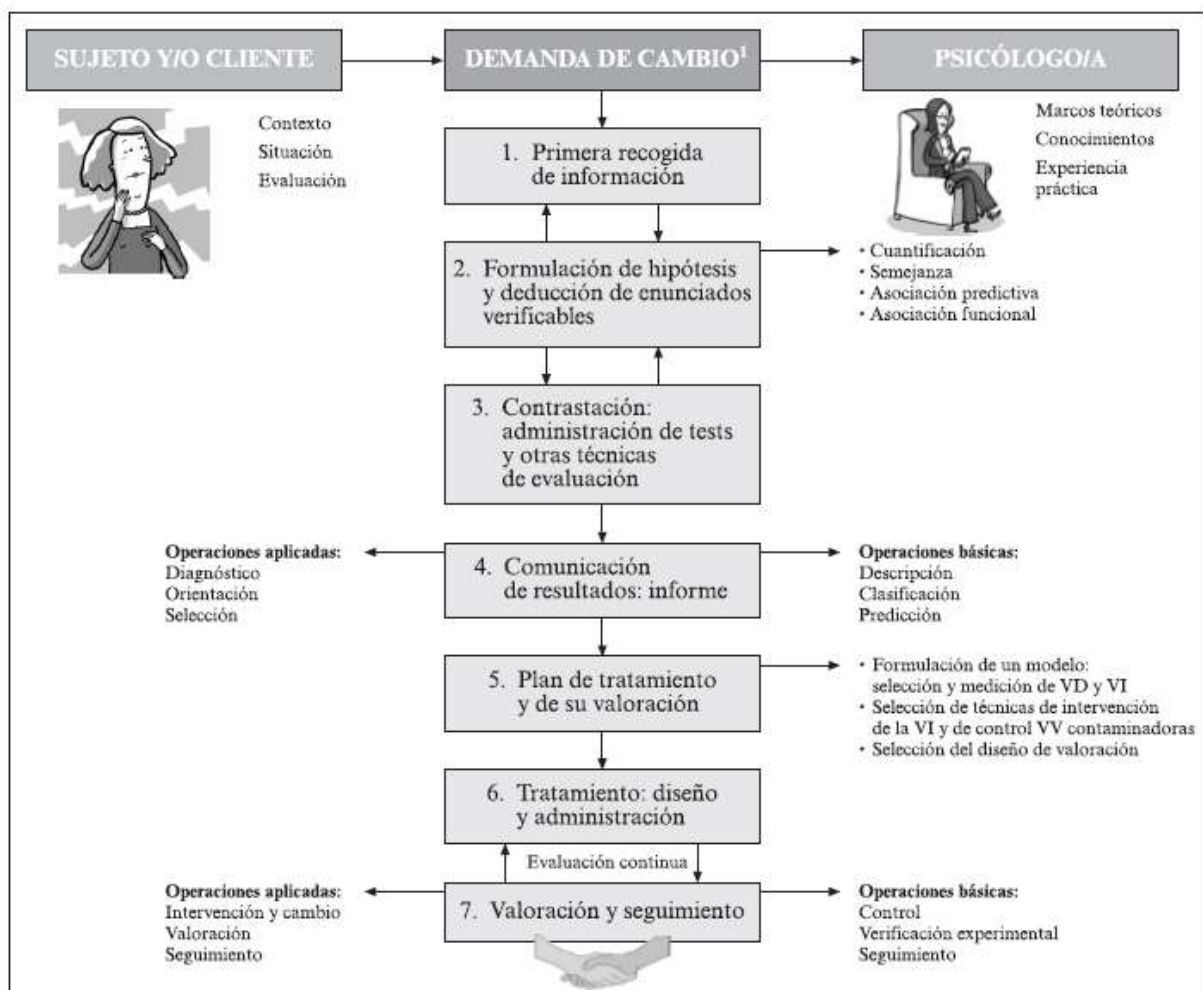 SUJETO Y/O CLIENTE
DEMANDA DE CAMBIO¹
PSICÓLOGO/A
Contexto
Situación
Evaluación
Marcos teóricos
Conocimientos
Experiencia
práctica
1. Primera recogida
de información
2. Formulación de hipótesis
y deducción de enunciados
verificables
• Cuantificación
• Semejanza
• Asociación predictiva
• Asociación funcional
3. Contrastación:
administración de tests
y otras técnicas
de evaluación
Operaciones aplicadas:
Diagnóstico
Orientación
Selección
4. Comunicación
de resultados: informe
Operaciones básicas:
Descripción
Clasificación
Predicción
5. Plan de tratamiento
y de su valoración
• Formulación de un modelo:
selección y medición de VD y VI
• Selección de técnicas de intervención
de la VI y de control VV contaminadoras
• Selección del diseño de valoración
6. Tratamiento: diseño
y administración
Evaluación continua
Operaciones aplicadas:
Intervención y cambio
Valoración
Seguimiento
7. Valoración y seguimiento
Operaciones básicas:
Control
Verificación experimental
Seguimiento